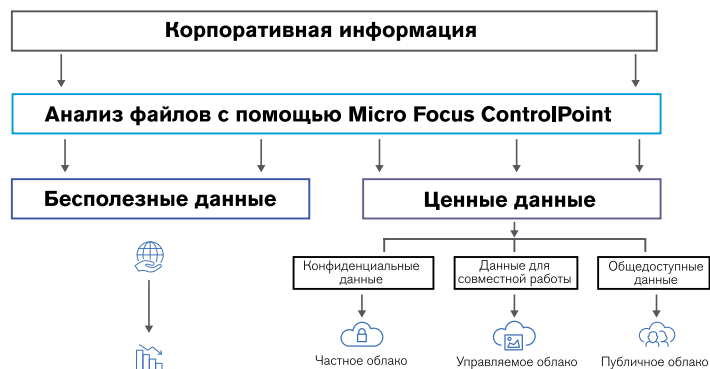 Корпоративная информация
Анализ файлов с помощью Micro Focus ControlPoint
Бесполезные данные
Ценные данные
Конфиденциальные
данные
Данные для
совместной работы
Общедоступные
данные
Частное облако
Управляемое облако
Публичное облако